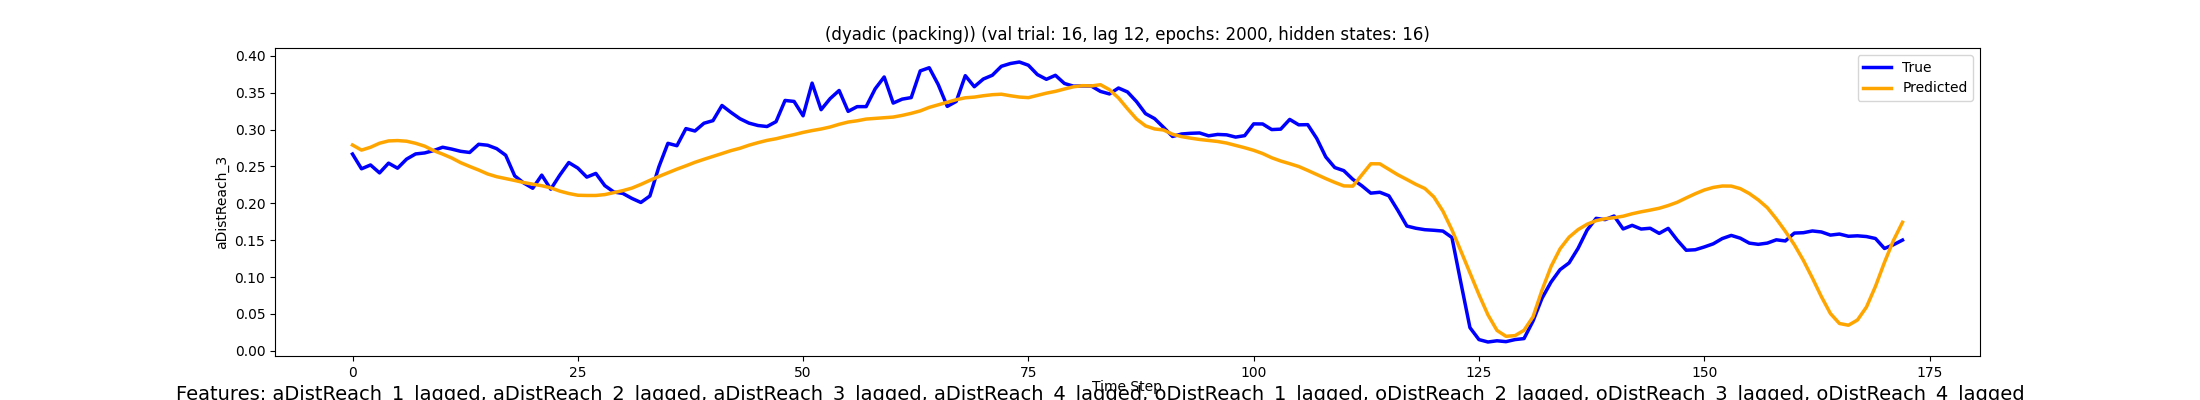 (dyadic (packing)) (val trial: 16, lag 12, epochs: 2000, hidden states: 16)
True
Predicted
aDistReach_3
0.40
0.35
0.30
0.25
0.20
0.15
0.10
0.05
0.00
0 25 50 75 100 125 150 175
Time Step
Features: aDistReach_1_lagged, aDistReach_2_lagged, aDistReach_3_lagged, aDistReach_4_lagged, oDistReach_1_lagged, oDistReach_2_lagged, oDistReach_3_lagged, oDistReach_4_lagged